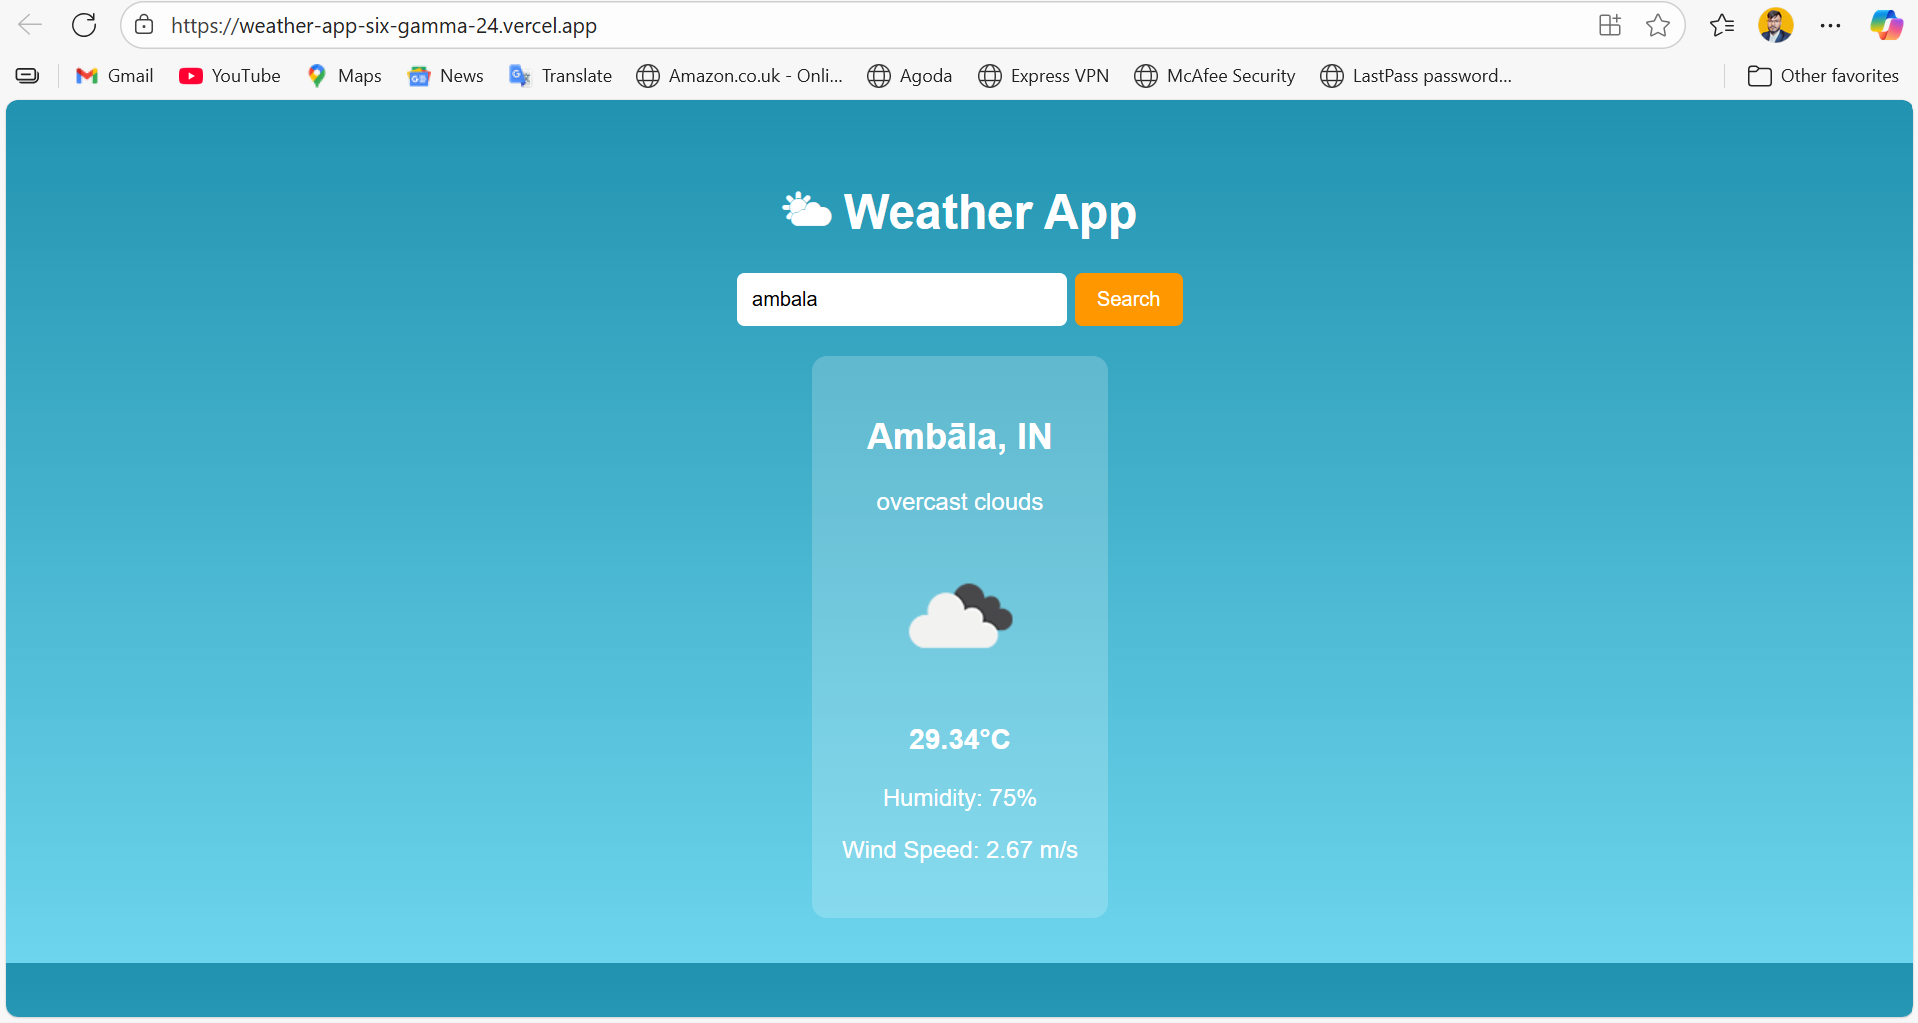 https://weather-app-six-gamma-24.vercel.app
Gmail YouTube Maps News Translate Amazon.co.uk - Onli... Agoda Express VPN McAfee Security LastPass password... Other favorites
Weather App
ambala Search
Ambāla, IN
overcast clouds
29.34°C
Humidity: 75%
Wind Speed: 2.67 m/s